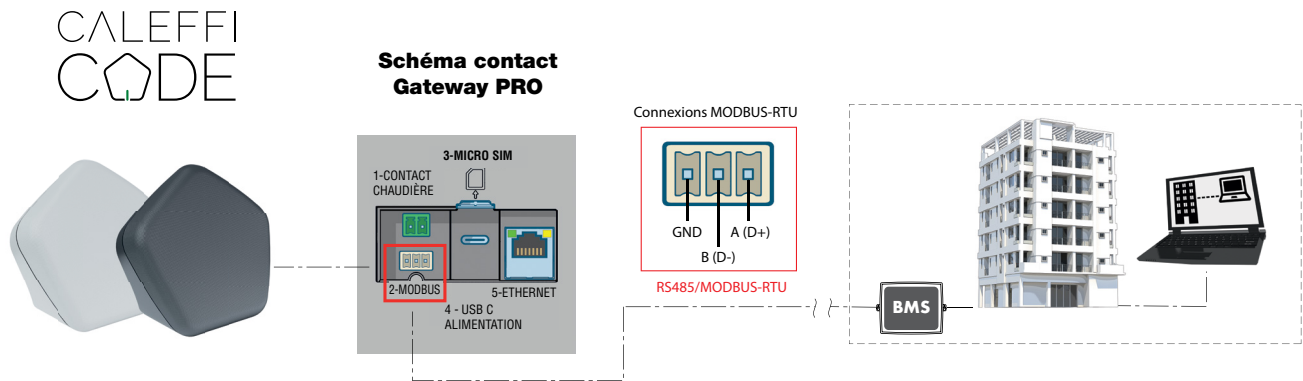 CALEFFI
CODE
Schéma contact
Gateway PRO
3-MICRO SIM
1-CONTACT
CHAUDIÈRE
2-MODBUS
5-ETHERNET
4 - USB C
ALIMENTATION
Connexions MODBUS-RTU
GND
A (D+)
B (D-)
RS485/MODBUS-RTU
BMS